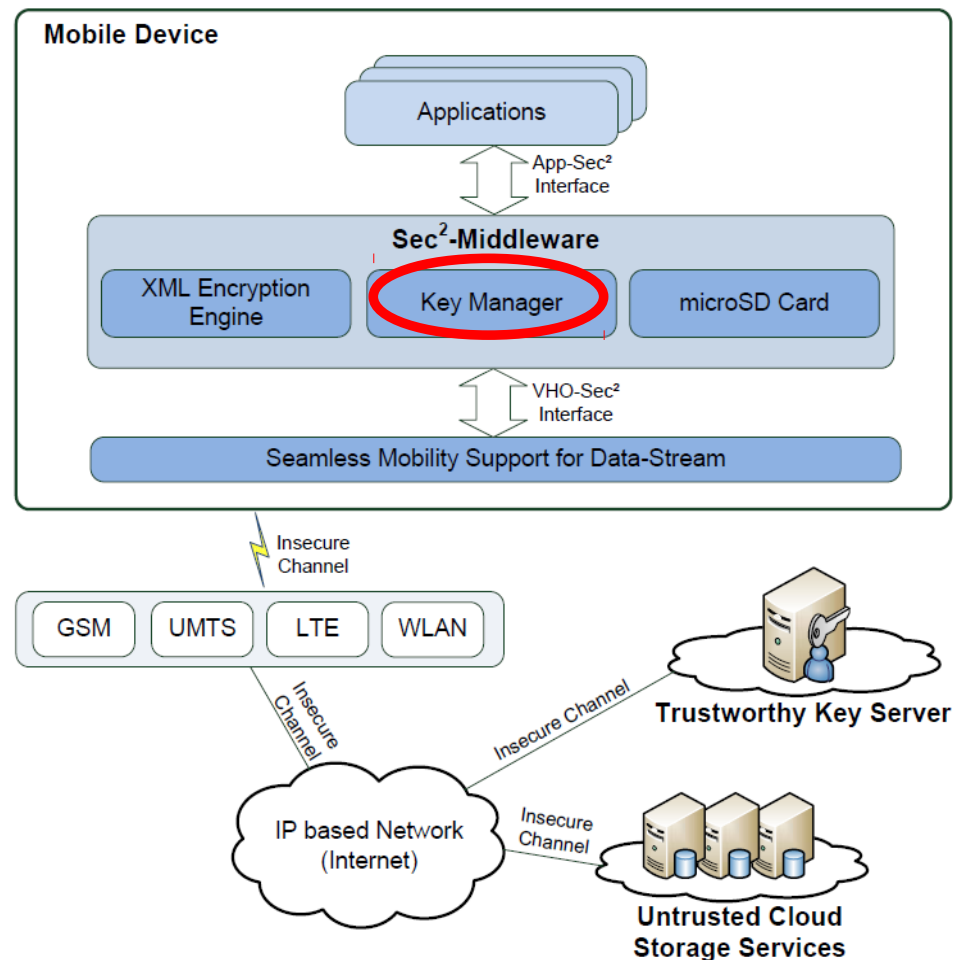 Mobile Device
Applications
App-Sec²
Interface
Sec²-Middleware
XML Encryption
Engine
Key Manager
microSD Card
VHO-Sec²
Interface
Seamless Mobility Support for Data-Stream
Insecure
Channel
GSM
UMTS
LTE
WLAN
Insecure
Channel
Insecure Channel
Trustworthy Key Server
IP based Network
(Internet)
Insecure
Channel
Untrusted Cloud
Storage Services